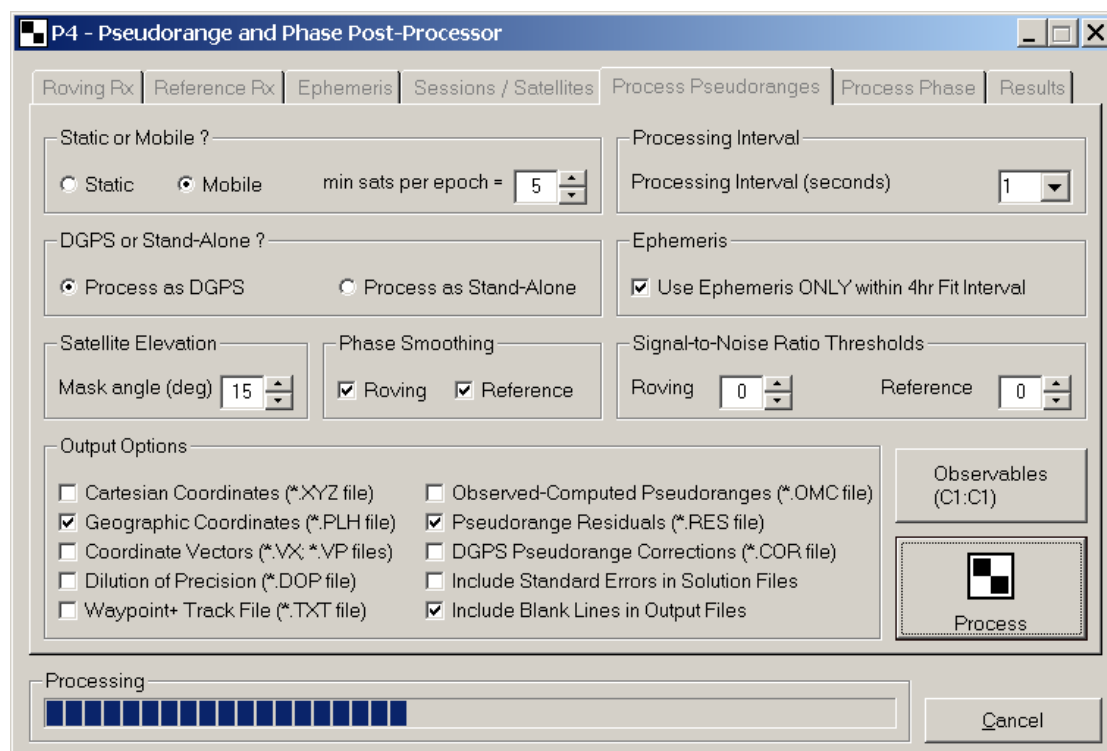 P4 - Pseudorange and Phase Post-Processor
Roving Rx Reference Rx Ephemeris Sessions / Satellites Process Pseudoranges Process Phase Results
Static or Mobile ?
Static Mobile min sats per epoch = 5
Processing Interval
Processing Interval (seconds) 1
DGPS or Stand-Alone ?
Process as DGPS Process as Stand-Alone
Ephemeris
Use Ephemeris ONLY within 4hr Fit Interval
Satellite Elevation
Mask angle (deg) 15
Phase Smoothing
Roving Reference
Signal-to-Noise Ratio Thresholds
Roving 0 Reference 0
Output Options
Cartesian Coordinates (*.XYZ file)
Geographic Coordinates (*.PLH file)
Coordinate Vectors (*.VX; *.VP files)
Dilution of Precision (*.DOP file)
Waypoint+ Track File (*.TXT file)
Observed-Computed Pseudoranges (*.OMC file)
Pseudorange Residuals (*.RES file)
DGPS Pseudorange Corrections (*.COR file)
Include Standard Errors in Solution Files
Include Blank Lines in Output Files
Observables
(C1:C1)
Process
Processing
Cancel